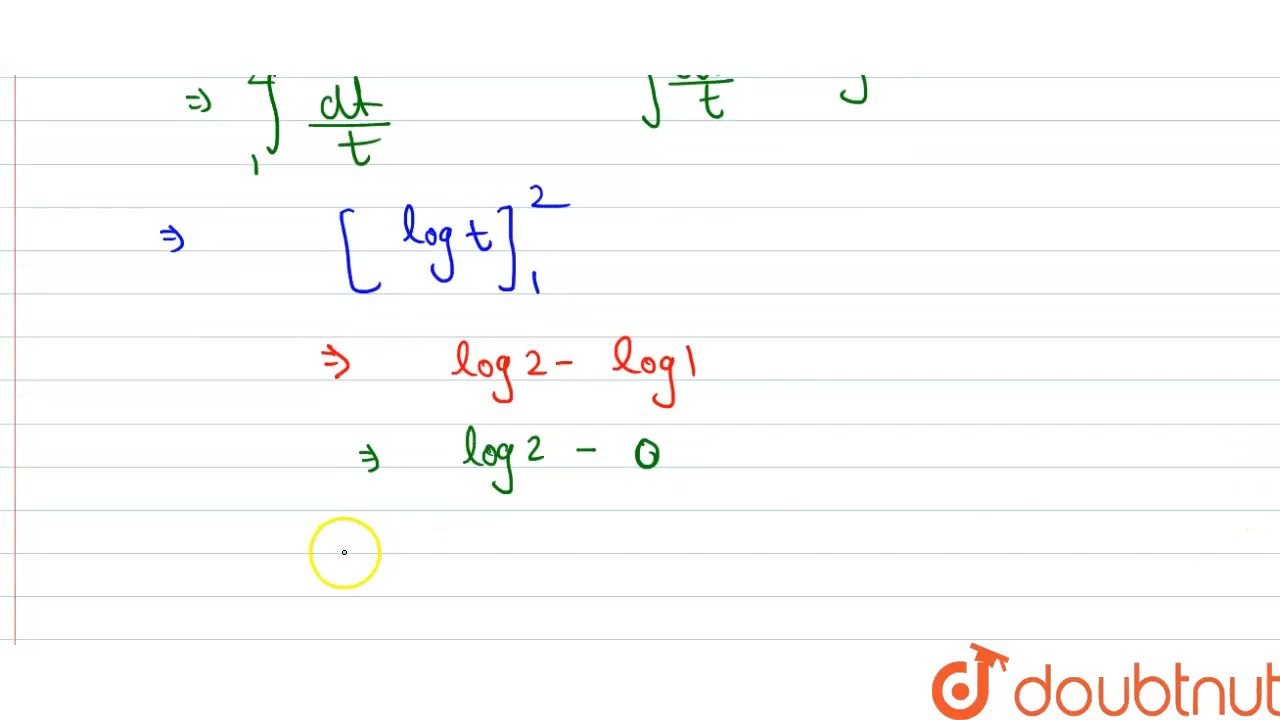 ⇒ ∫₁ dt/t ∫ /t ∫
⇒ [log t]₁²
⇒ log 2 - log 1
⇒ log 2 - 0
doubtnut